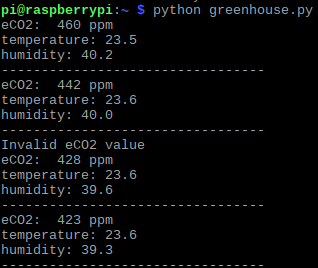 pi@raspberrypi:~ $ python greenhouse.py
eCO2:  460 ppm
temperature: 23.5
humidity: 40.2
---------------------------------
eCO2:  442 ppm
temperature: 23.6
humidity: 40.0
---------------------------------
Invalid eCO2 value
eCO2:  428 ppm
temperature: 23.6
humidity: 39.6
---------------------------------
eCO2:  423 ppm
temperature: 23.6
humidity: 39.3
---------------------------------